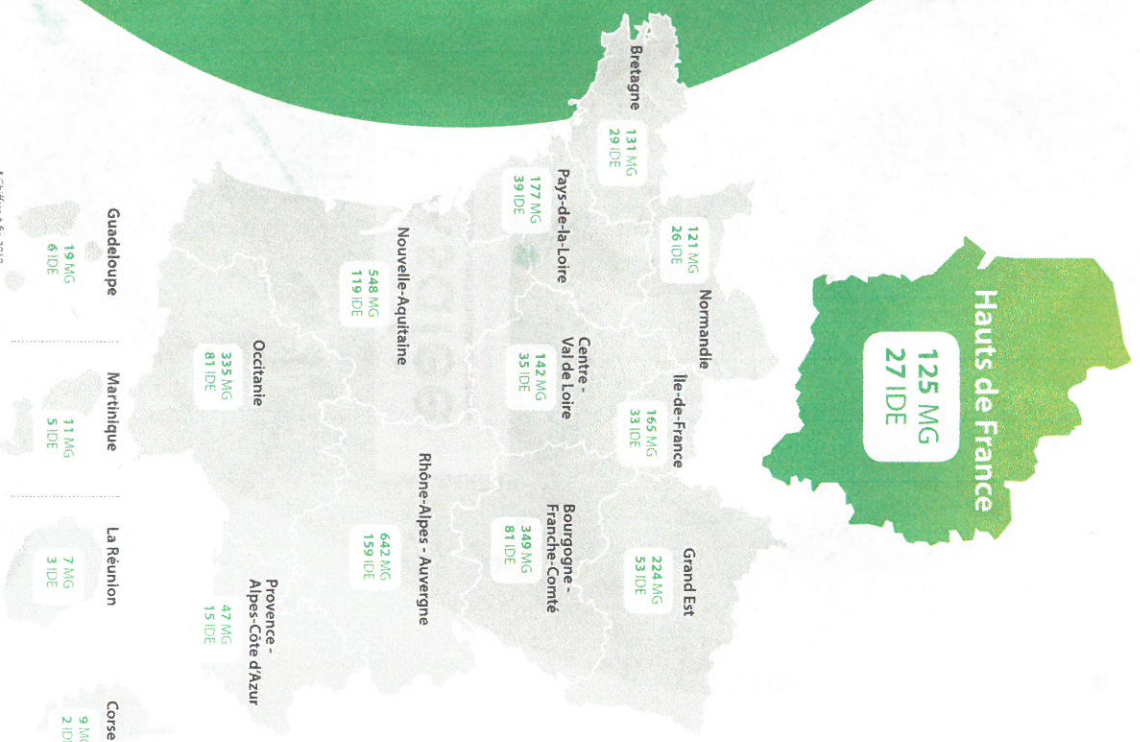 Hauts de France
125 MG
27 IDE
Normandie
121 MG
26 IDE
Île-de-France
165 MG
33 IDE
Grand Est
224 MG
53 IDE
Bretagne
131 MG
29 IDE
Pays-de-la-Loire
177 MG
39 IDE
Centre -
Val de Loire
142 MG
35 IDE
Bourgogne -
Franche-Comté
349 MG
81 IDE
Nouvelle-Aquitaine
548 MG
119 IDE
Rhône-Alpes - Auvergne
642 MG
159 IDE
Occitanie
335 MG
81 IDE
Provence -
Alpes-Côte d'Azur
47 MG
15 IDE
Guadeloupe
19 MG
6 IDE
Martinique
11 MG
5 IDE
La Réunion
7 MG
3 IDE
Corse
9 MG
2 IDE